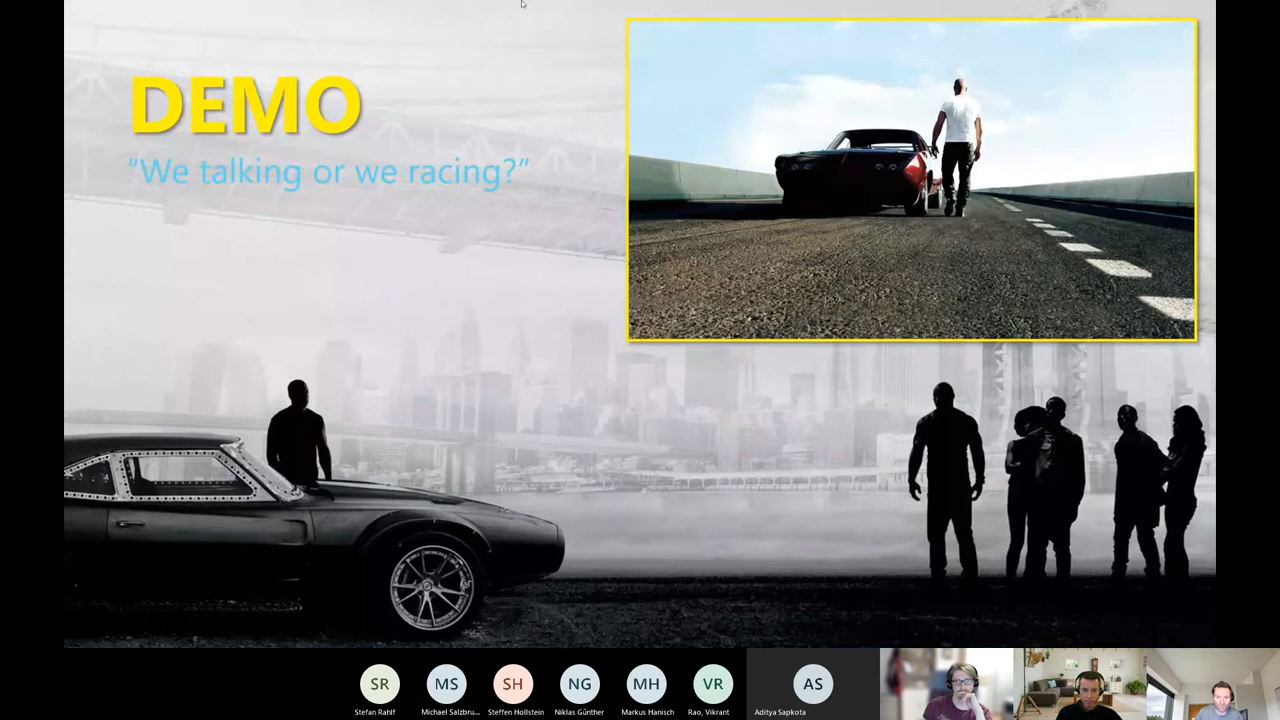 DEMO
“We talking or we racing?”
SR
MS
SH
NG
MH
VR
AS
Stefan Rahlf
Michael Salzbru...
Steffen Hollstein
Niklas Günther
Markus Hanisch
Rao, Vikrant
Aditya Sapkota